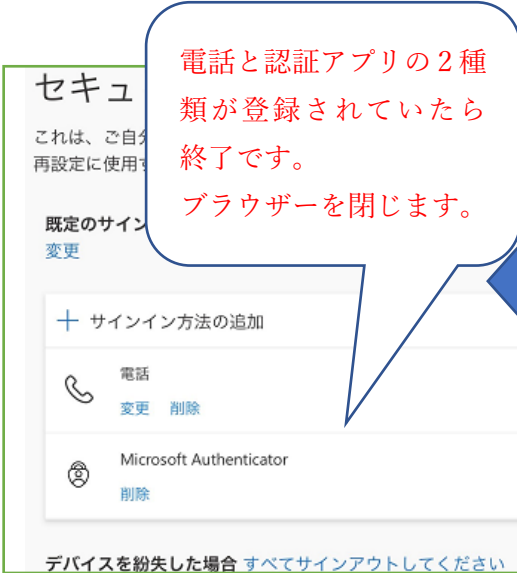 電話と認証アプリの２種
類が登録されていたら
終了です。
ブラウザーを閉じます。
セキュ
これは、ご自分
再設定に使用
既定のサイン
変更
＋ サインイン方法の追加
電話
変更 削除
Microsoft Authenticator
削除
デバイスを紛失した場合 すべてサインアウトしてください